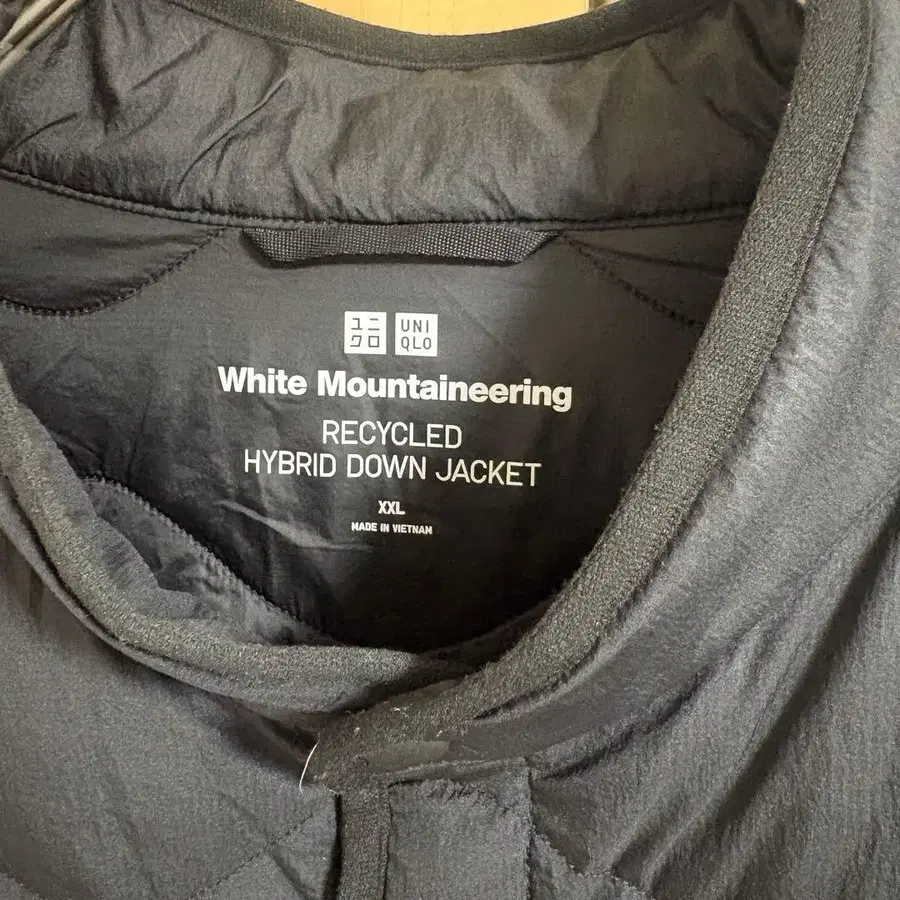 ユニ UNI
クロ QLO
White Mountaineering
RECYCLED
HYBRID DOWN JACKET
XXL
MADE IN VIETNAM